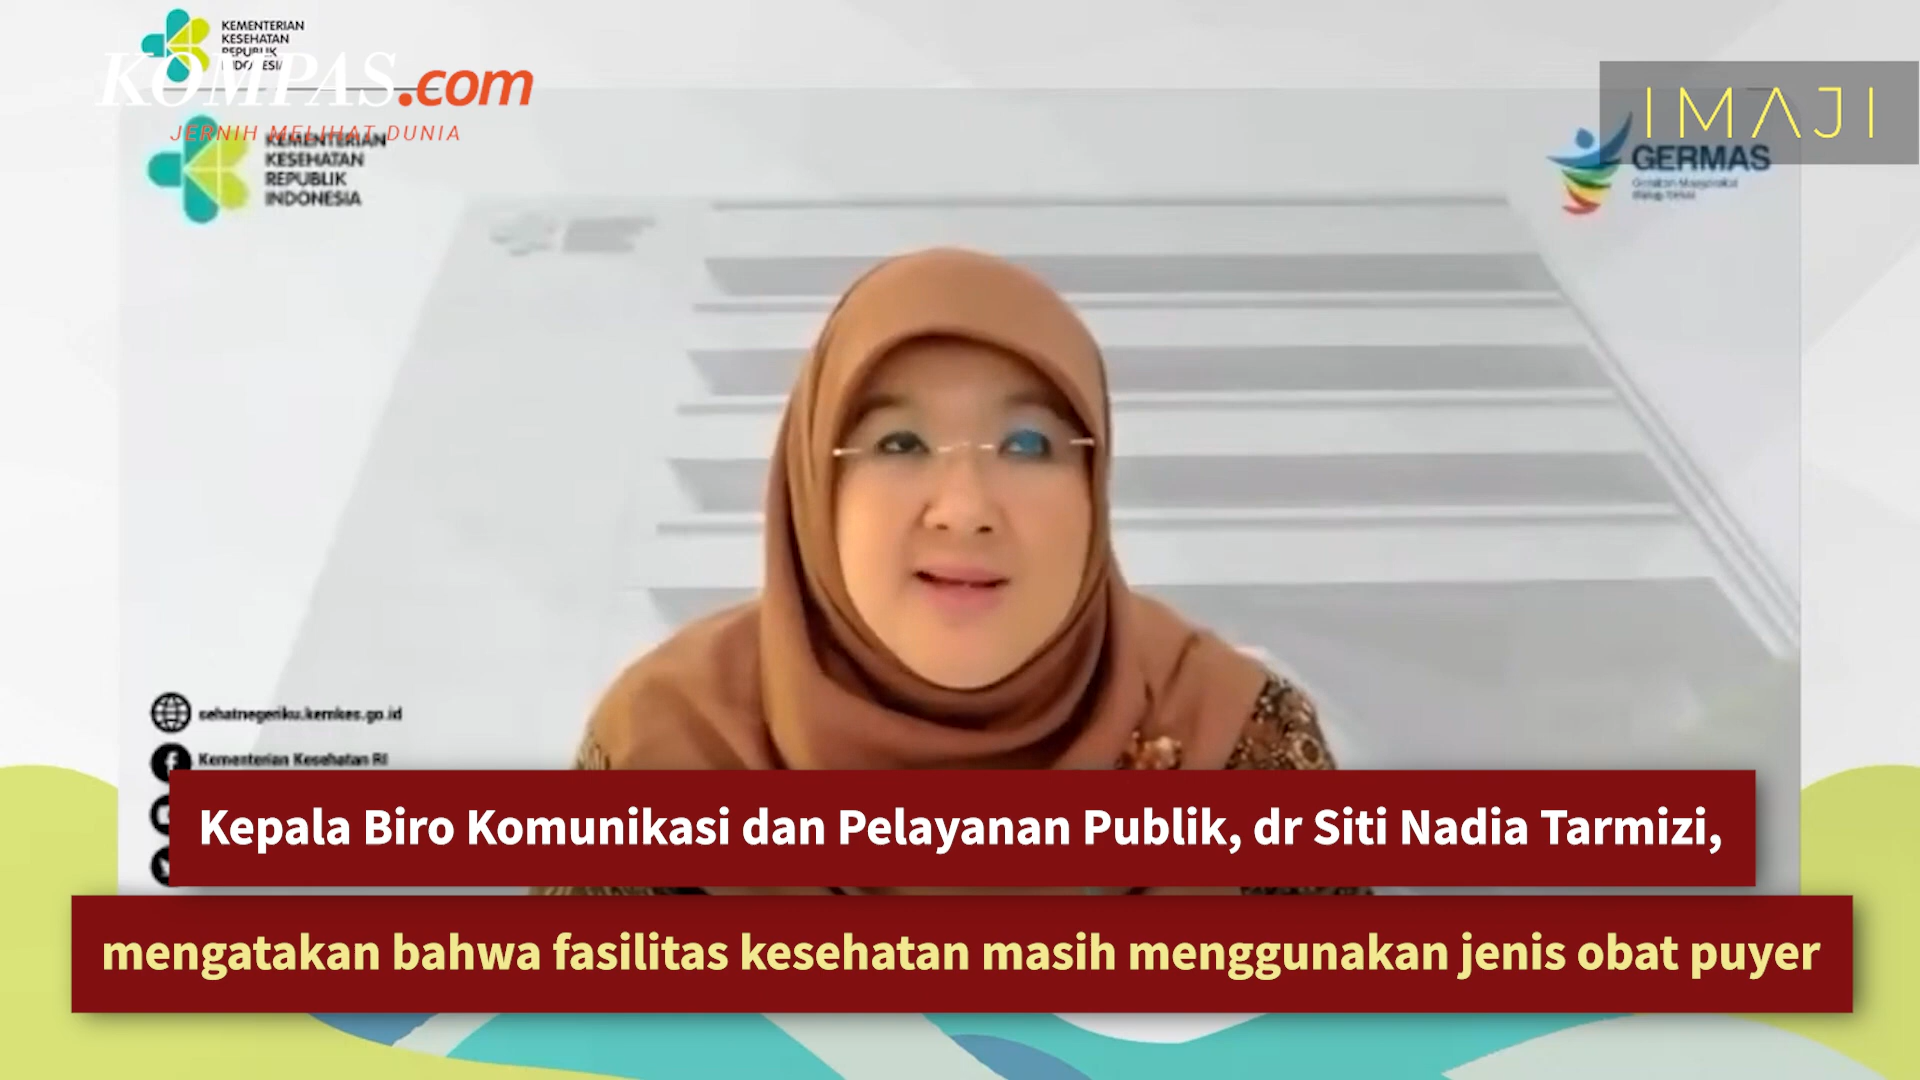 KEMENTERIAN
KESEHATAN
REPUBLIK
INDONESIA
KOMPAS.com
JERNIH MELIHAT DUNIA
IMAJI
KEMENTERIAN
KESEHATAN
REPUBLIK
INDONESIA
GERMAS
sehatnegeriku.kemkes.go.id
Kementerian Kesehatan RI
Kepala Biro Komunikasi dan Pelayanan Publik, dr Siti Nadia Tarmizi,
mengatakan bahwa fasilitas kesehatan masih menggunakan jenis obat puyer